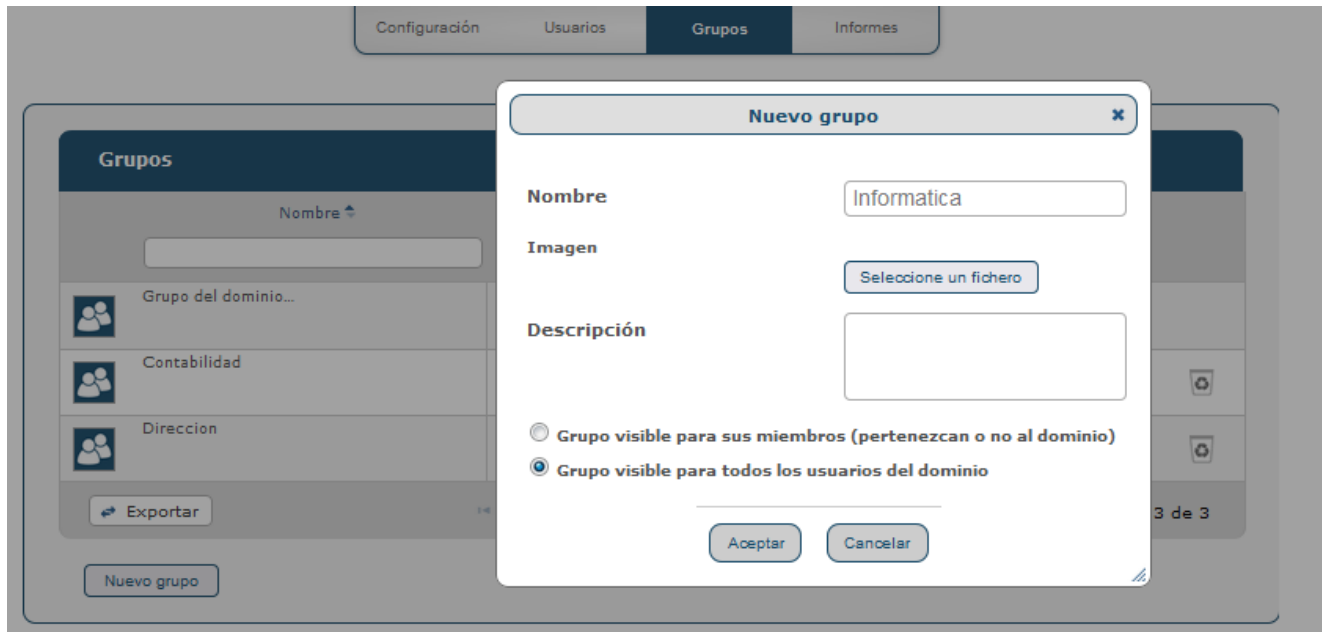 Configuración Usuarios Grupos Informes
Nuevo grupo
Grupos
Nombre
Nombre Informatica
Imagen
Seleccione un fichero
Grupo del dominio...
Descripción
Contabilidad
Direccion
Grupo visible para sus miembros (pertenezcan o no al dominio)
Grupo visible para todos los usuarios del dominio
Exportar 3 de 3
Aceptar Cancelar
Nuevo grupo